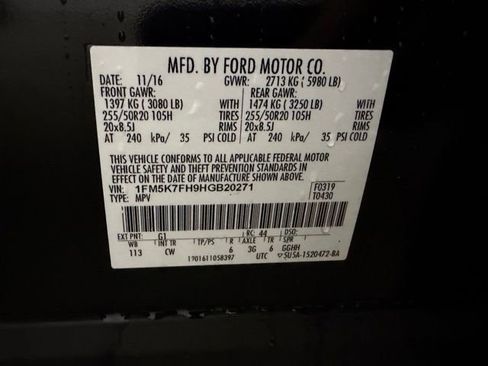 MFD. BY FORD MOTOR CO.
DATE: 11/16 GVWR: 2713 KG ( 5980 LB)
FRONT GAWR: REAR GAWR:
1397 KG ( 3080 LB) WITH 1474 KG ( 3250 LB) WITH
255/50R20 105H TIRES 255/50R20 105H TIRES
20x8.5J RIMS 20x8.5J RIMS
AT 240 kPa/ 35 PSI COLD AT 240 kPa/ 35 PSI COLD
THIS VEHICLE CONFORMS TO ALL APPLICABLE FEDERAL MOTOR
VEHICLE SAFETY AND THEFT PREVENTION STANDARDS IN
EFFECT ON THE DATE OF MANUFACTURE SHOWN ABOVE.
VIN: 1FM5K7FH9HGB20271 F0319
TYPE: MPV T0430
EXT PNT: G1 RC: 44 DSO:
WB INT TR TP/PS R AXLE TR SPR
113 CW 6 3G 6 GGHH
1901611058397 UTC ▽5U5A-1520472-BA